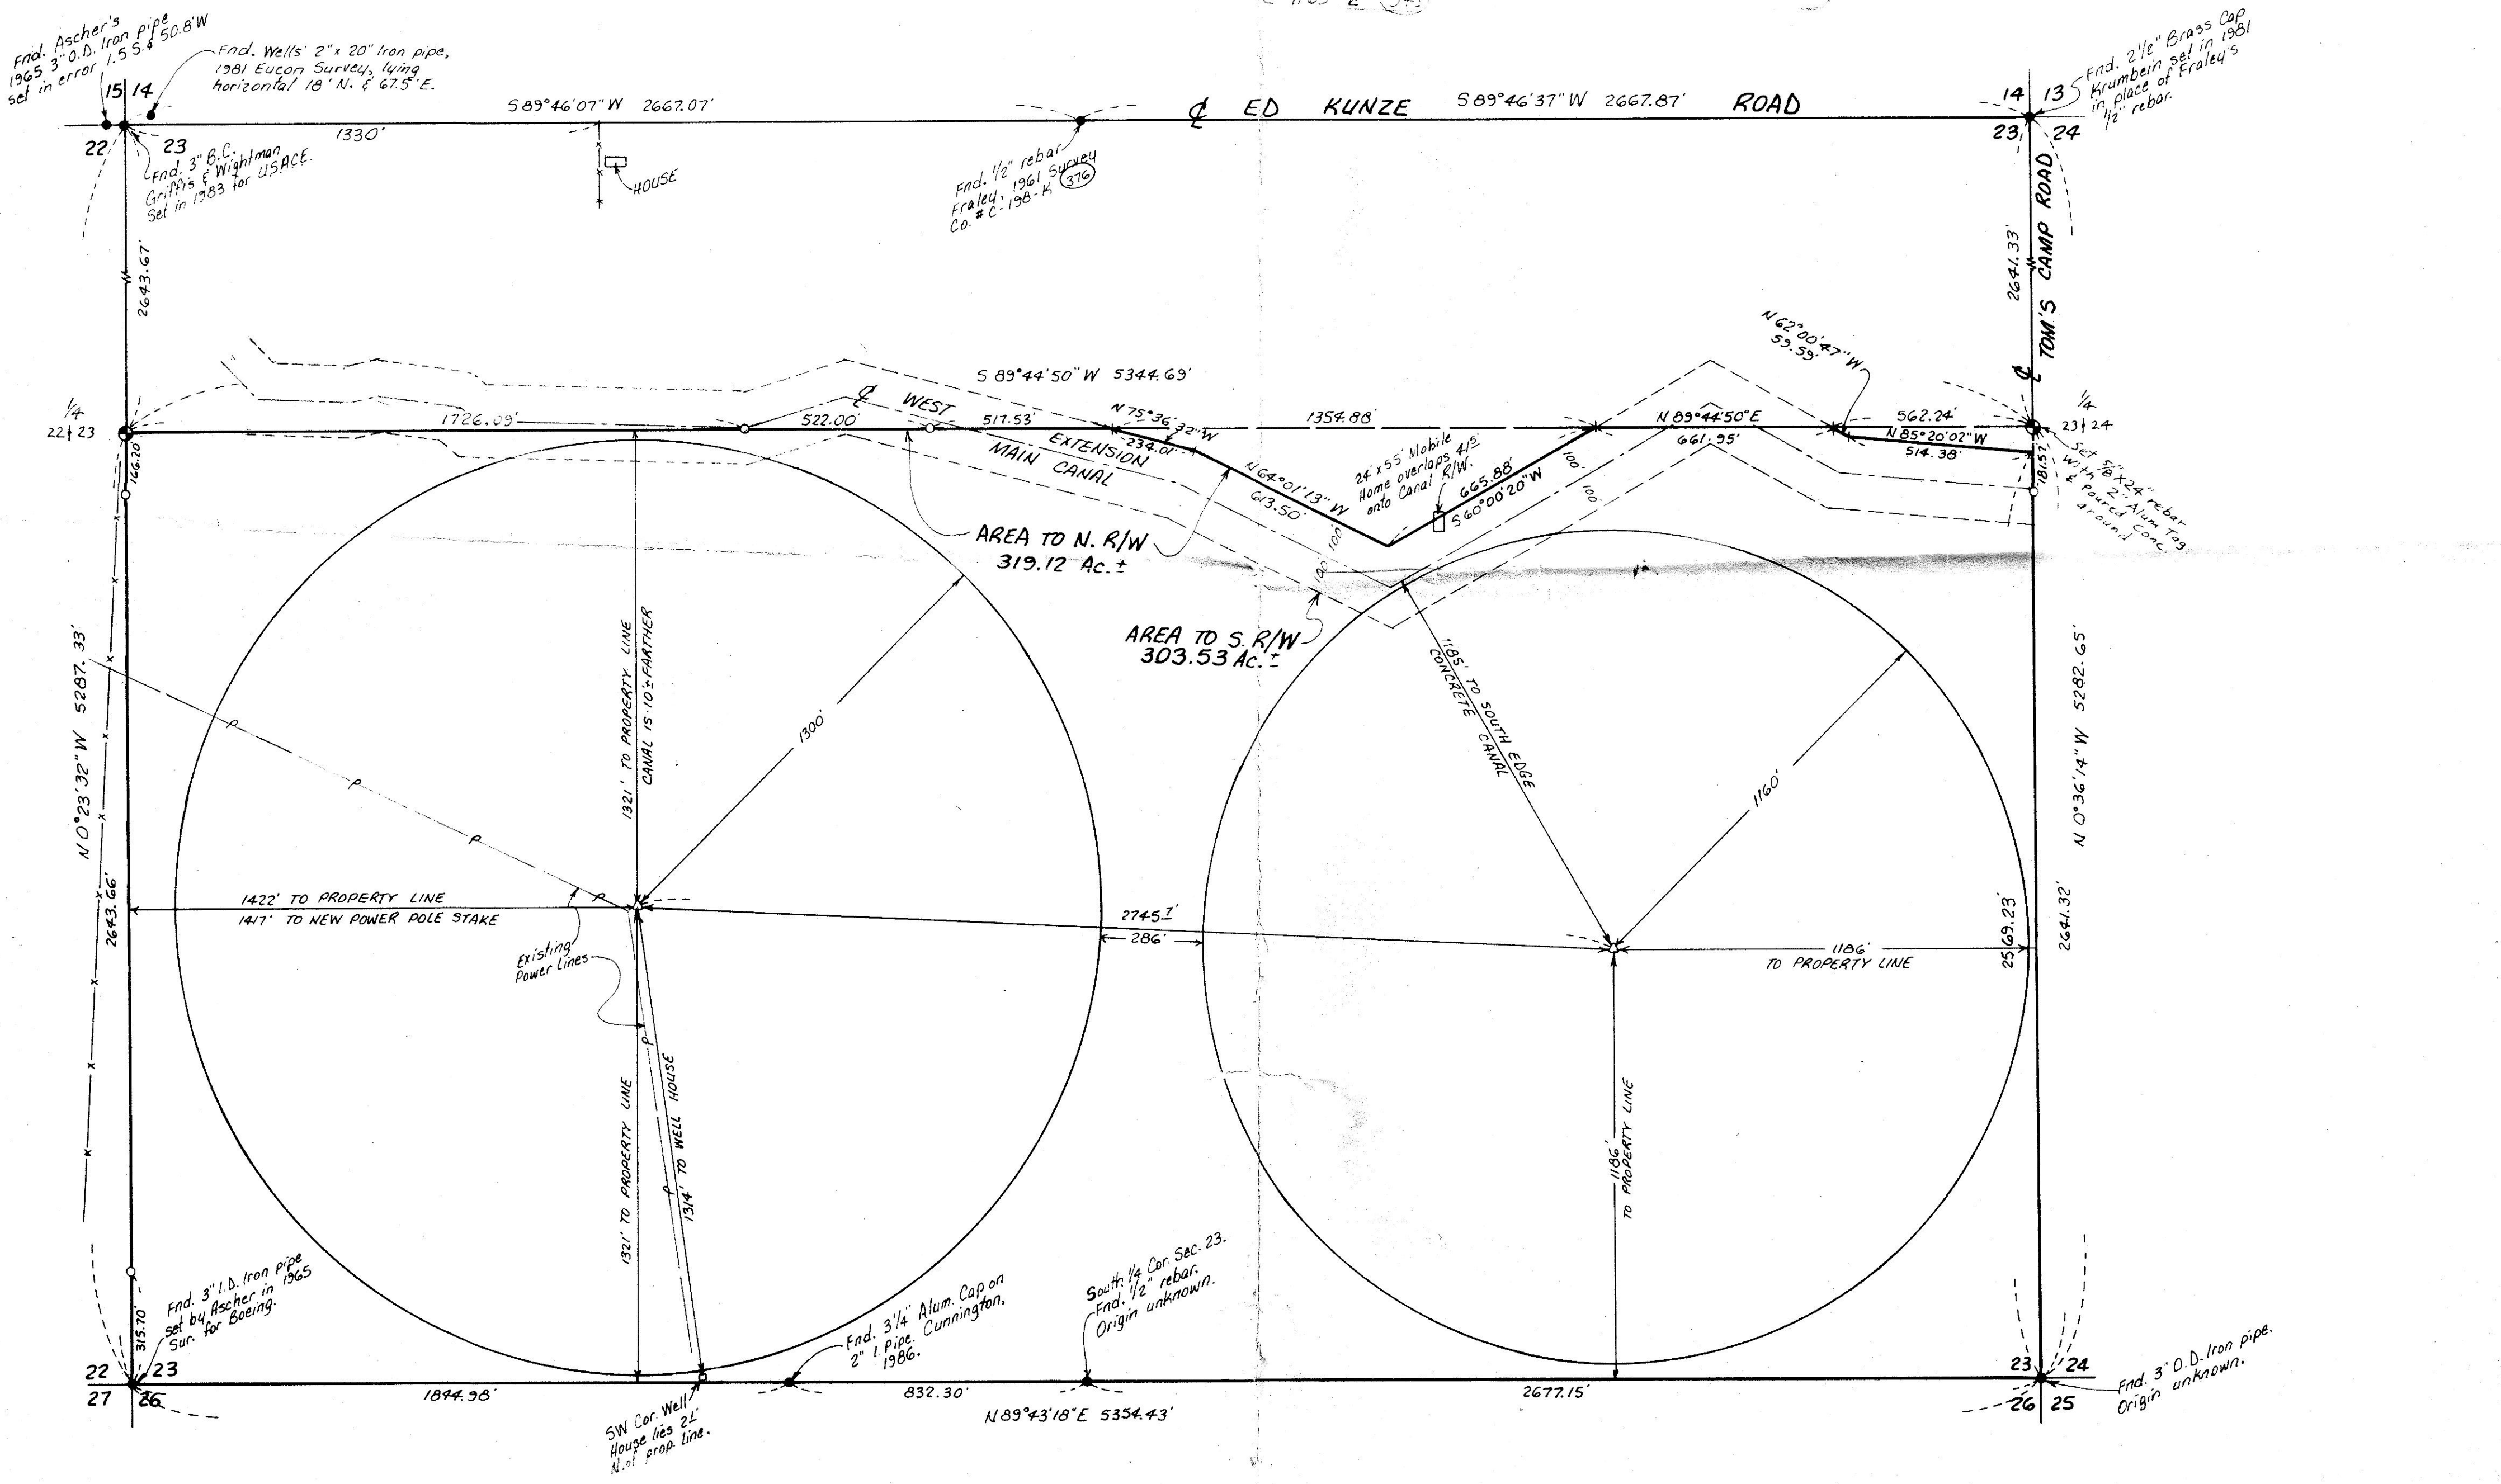 Fnd. Ascher's
1965 3" O.D. Iron pipe
set in error 1.5 S. & 50.8' W
Fnd. Wells' 2" x 20" Iron pipe,
1981 Eucon Survey, lying
horizontal 18' N. & 67.5' E.
15 14
22 23
1330'
S 89°46'07" W 2667.07'
₵ ED KUNZE ROAD
S 89°46'37" W 2667.87'
14 13
23 24
Fnd. 2 1/2" Brass Cap
Krumbein set in 1981
in place of Fraley's
1/2" rebar.
Fnd. 3" B.C.
Griffis & Wightman
Set in 1983 for U.S.A.C.E.
HOUSE
Fnd. 1/2" rebar
Fraley, 1961 Survey
Co. # C-198-K 376
2643.67'
2641.33'
₵ TOM'S CAMP ROAD
N 62°00'47" W
59.59'
S 89°44'50" W 5344.69'
1/4
22 23
1726.09'
522.00'
517.53'
₵ WEST
EXTENSION
MAIN CANAL
N 75°36'32" W
234.01'
1354.88'
N 89°44'50" E
661.95'
562.24'
N 85°20'02" W
514.38'
1/4
23 24
166.20'
181.57'
Set 5/8" x 24" rebar
With 2" Alum Tag
& Poured Conc.
around
24' x 55' Mobile
Home overlaps 4.1 5'
onto Canal R/W.
N 64°01'13" W
613.50'
665.88'
S 60°00'20" W
100'
100'
100'
100'
AREA TO N. R/W
319.12 Ac. ±
AREA TO S. R/W
303.53 Ac. ±
N 0°23'32" W 5287.33'
N 0°36'14" W 5282.65'
1321' TO PROPERTY LINE
CANAL IS 10'± FARTHER
1300'
1185' TO SOUTH EDGE
CONCRETE CANAL
1160'
P
P
P
P
1422' TO PROPERTY LINE
1417' TO NEW POWER POLE STAKE
2643.66'
Existing
Power Lines
2745±'
286'
1186'
TO PROPERTY LINE
2569.23
2641.32'
1321' TO PROPERTY LINE
P
P
1314' TO WELL HOUSE
1186'
TO PROPERTY LINE
Fnd. 3" I.D. Iron pipe
set by Ascher in 1965
Sur. for Boeing.
315.70'
Fnd. 3 1/4" Alum. Cap on
2" I. Pipe. Cunnington,
1986.
South 1/4 Cor. Sec. 23.
Fnd. 1/2" rebar.
Origin unknown.
22 23
27 26
1844.98'
832.30'
2677.15'
N 89°43'18" E 5354.43'
SW Cor. Well
House lies 2'±
N. of prop. line.
23 24
26 25
Fnd. 3" O.D. Iron pipe.
Origin unknown.